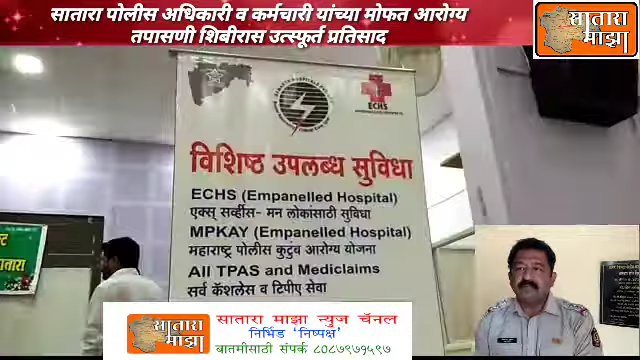 सातारा पोलीस अधिकारी व कर्मचारी यांच्या मोफत आरोग्य
तपासणी शिबीरास उत्स्फूर्त प्रतिसाद
सातारा
माझा
ECHS
विशिष्ठ उपलब्ध सुविधा
ECHS (Empanelled Hospital)
एक्स् सर्व्हीस- मन लोकांसाठी सुविधा
MPKAY (Empanelled Hospital)
महाराष्ट्र पोलीस कुटुंब आरोग्य योजना
All TPAS and Mediclaims
सर्व कॅशलेस व टिपीए सेवा
सातारा
सातारा
माझा
सातारा माझा न्युज चॅनल
निर्भिड 'निष्पक्ष'
बातमीसाठी संपर्क ८०८७९७१५९७